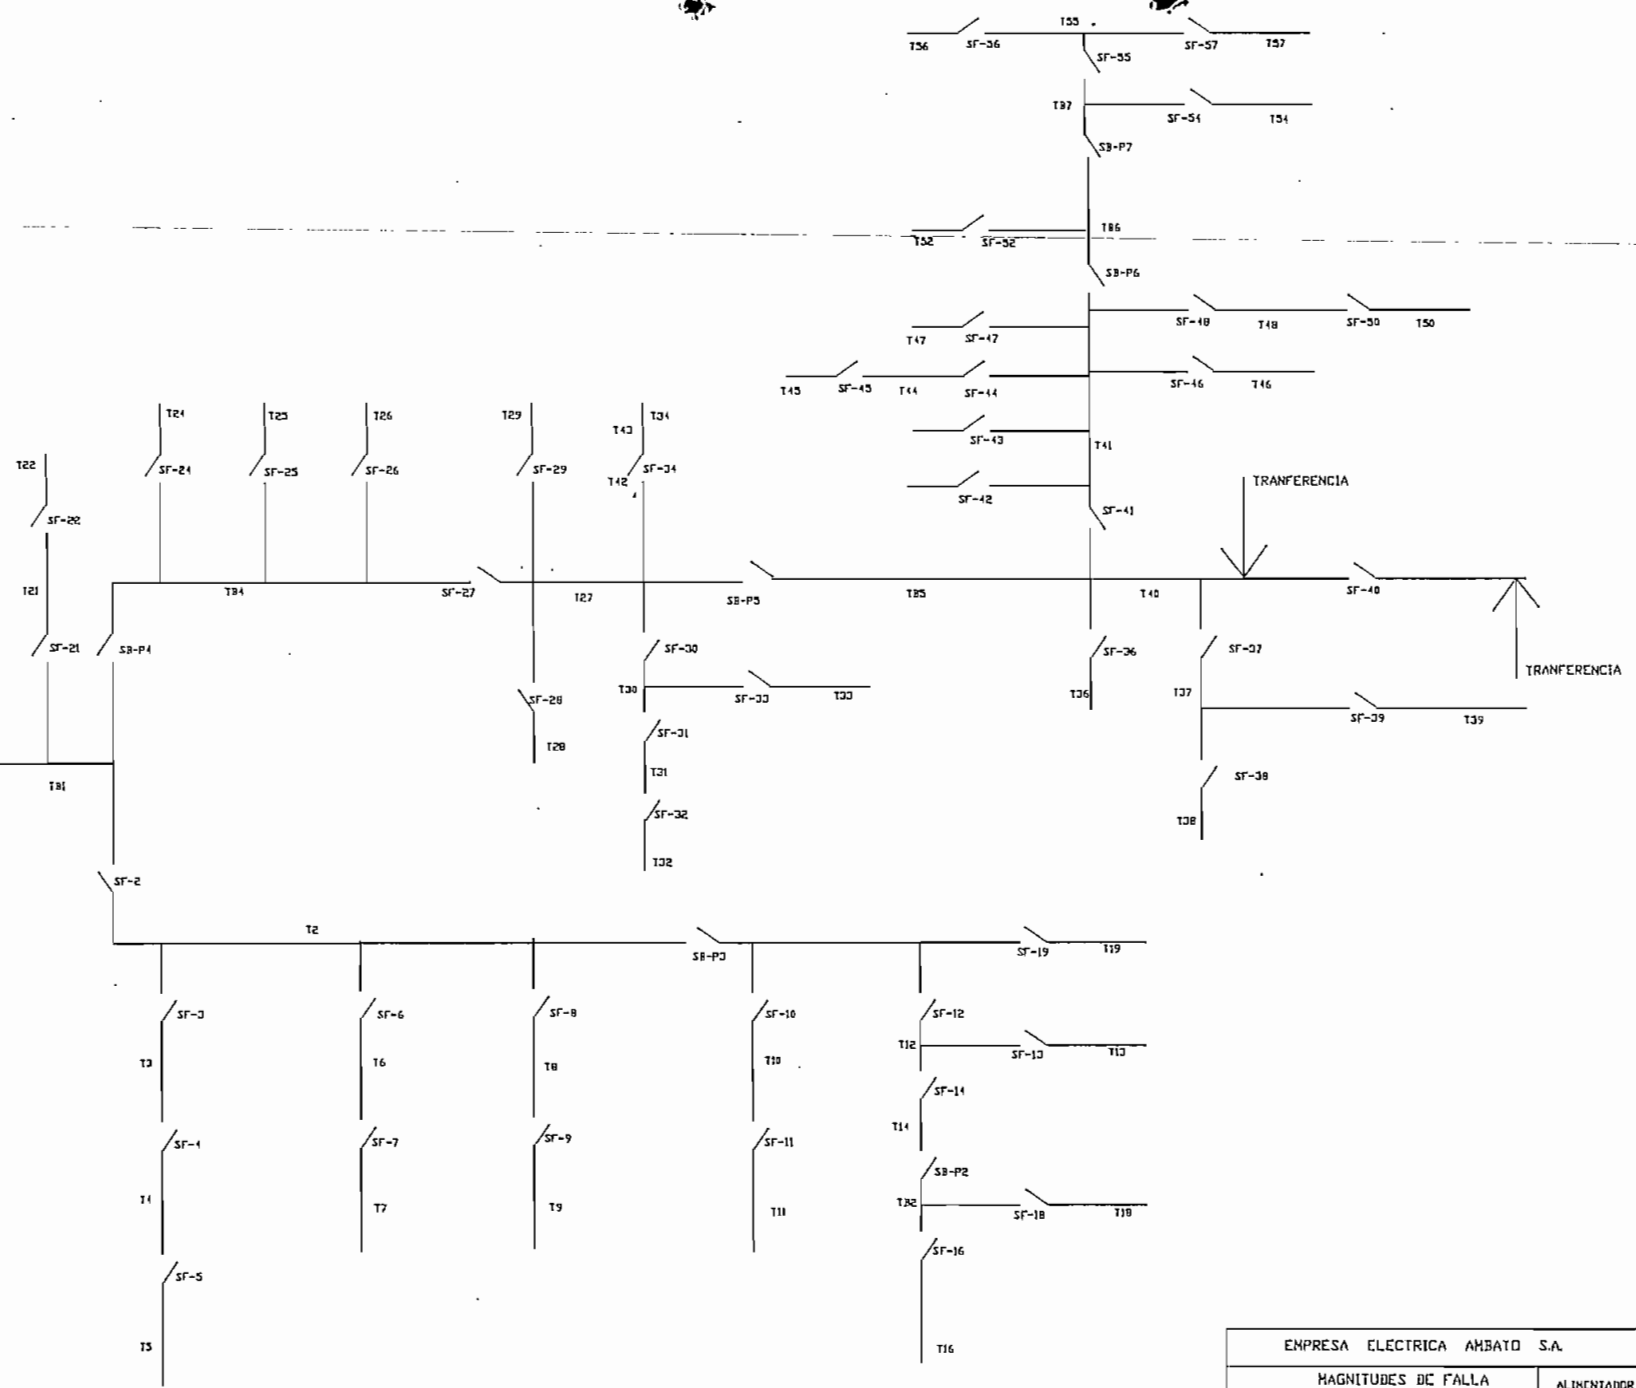 T55
T56 SF-56 SF-57 T57
SF-55
TB7 SF-54 T54
SB-P7
TB6
T52 SF-52
SB-P6
SF-48 T48 SF-50 T50
T47 SF-47
T45 SF-45 T44 SF-44 SF-46 T46
T24 T25 T26 T29 T43 T34
SF-43 T41
T22 SF-24 SF-25 SF-26 SF-29 T42 SF-34
SF-42 SF-41 TRANFERENCIA
SF-22
T21 TB4 SF-27 T27 SB-P5 TB5 T40 SF-40
SF-21 SB-P4 SF-30 SF-36 SF-37
TRANFERENCIA
SF-28 T30 SF-33 T33 T36 T37
SF-39 T39
T28 SF-31
TB1 T31 SF-38
SF-32 T38
T32
SF-2
T2
SB-P3 SF-19 T19
SF-3 SF-6 SF-8 SF-10 SF-12
T3 T6 T8 T10 T12 SF-13 T13
SF-14
T14
SF-4 SF-7 SF-9 SF-11
SB-P2
T4 T7 T9 T11 TB2 SF-18 T18
SF-16
SF-5
T5 T16
EMPRESA ELECTRICA AMBATO S.A.
MAGNITUDES DE FALLA ALIMENTADOR